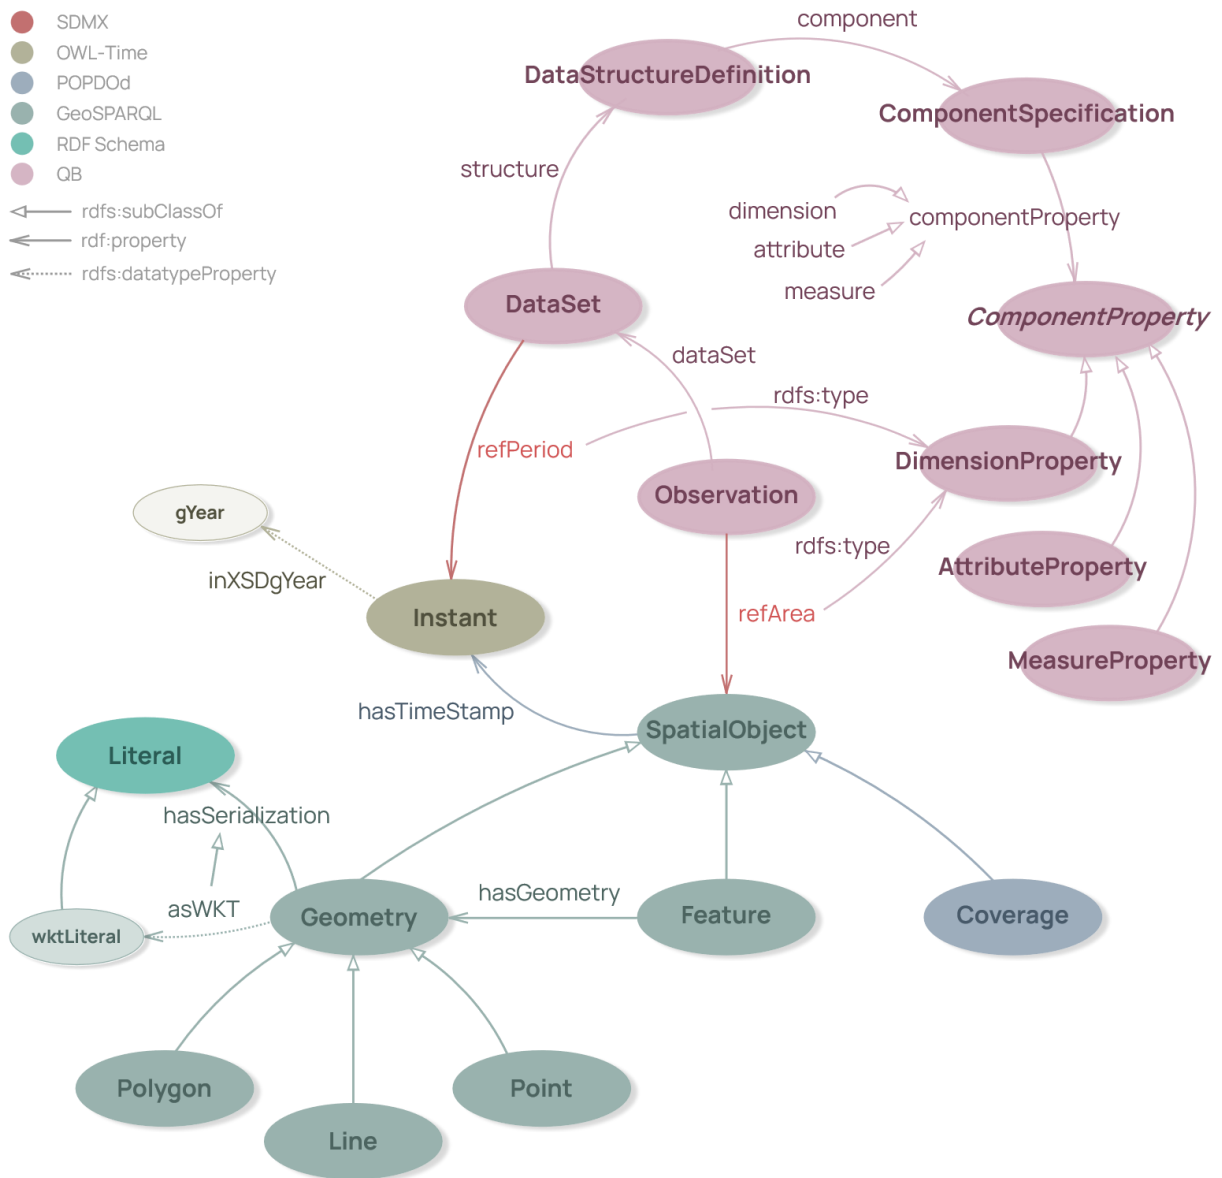 SDMX
OWL-Time
POPDOd
GeoSPARQL
RDF Schema
QB
rdfs:subClassOf
rdf:property
rdfs:datatypeProperty
component
DataStructureDefinition
ComponentSpecification
structure
dimension
componentProperty
attribute
measure
DataSet
ComponentProperty
dataSet
rdfs:type
refPeriod
DimensionProperty
Observation
gYear
rdfs:type
AttributeProperty
inXSDgYear
Instant
refArea
MeasureProperty
hasTimeStamp
SpatialObject
Literal
hasSerialization
hasGeometry
asWKT
Geometry
Feature
Coverage
wktLiteral
Polygon
Point
Line